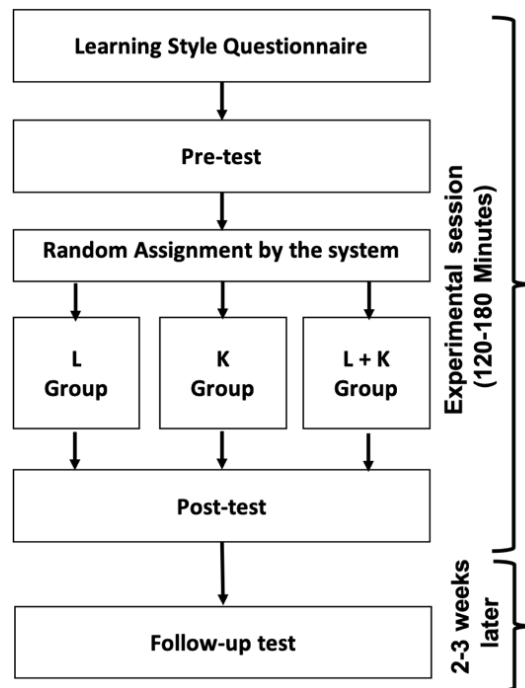 Learning Style Questionnaire
Pre-test
Random Assignment by the system
L
Group
K
Group
L + K
Group
Post-test
Follow-up test
Experimental session
(120-180 Minutes)
2-3 weeks
later